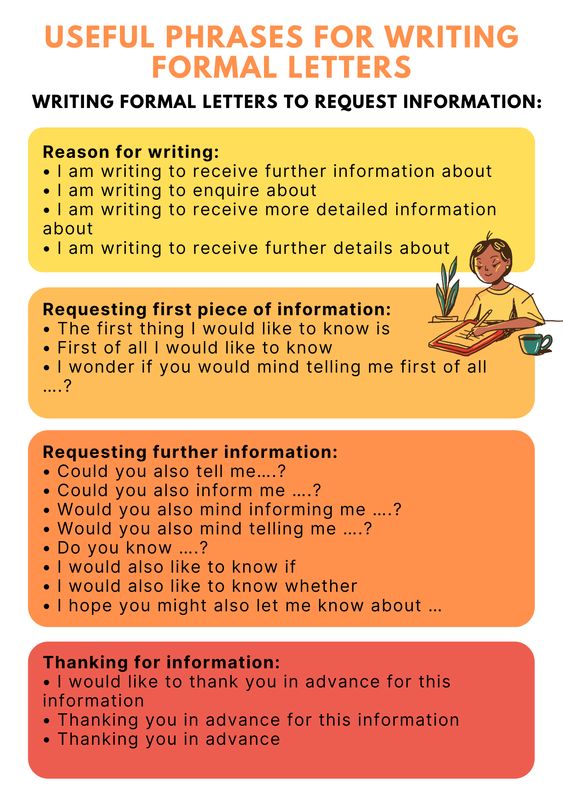 USEFUL PHRASES FOR WRITING
FORMAL LETTERS
WRITING FORMAL LETTERS TO REQUEST INFORMATION:
Reason for writing:
• I am writing to receive further information about
• I am writing to enquire about
• I am writing to receive more detailed information
about
• I am writing to receive further details about
Requesting first piece of information:
• The first thing I would like to know is
• First of all I would like to know
• I wonder if you would mind telling me first of all
....?
Requesting further information:
• Could you also tell me....?
• Could you also inform me ....?
• Would you also mind informing me ....?
• Would you also mind telling me ....?
• Do you know ....?
• I would also like to know if
• I would also like to know whether
• I hope you might also let me know about ...
Thanking for information:
• I would like to thank you in advance for this
information
• Thanking you in advance for this information
• Thanking you in advance